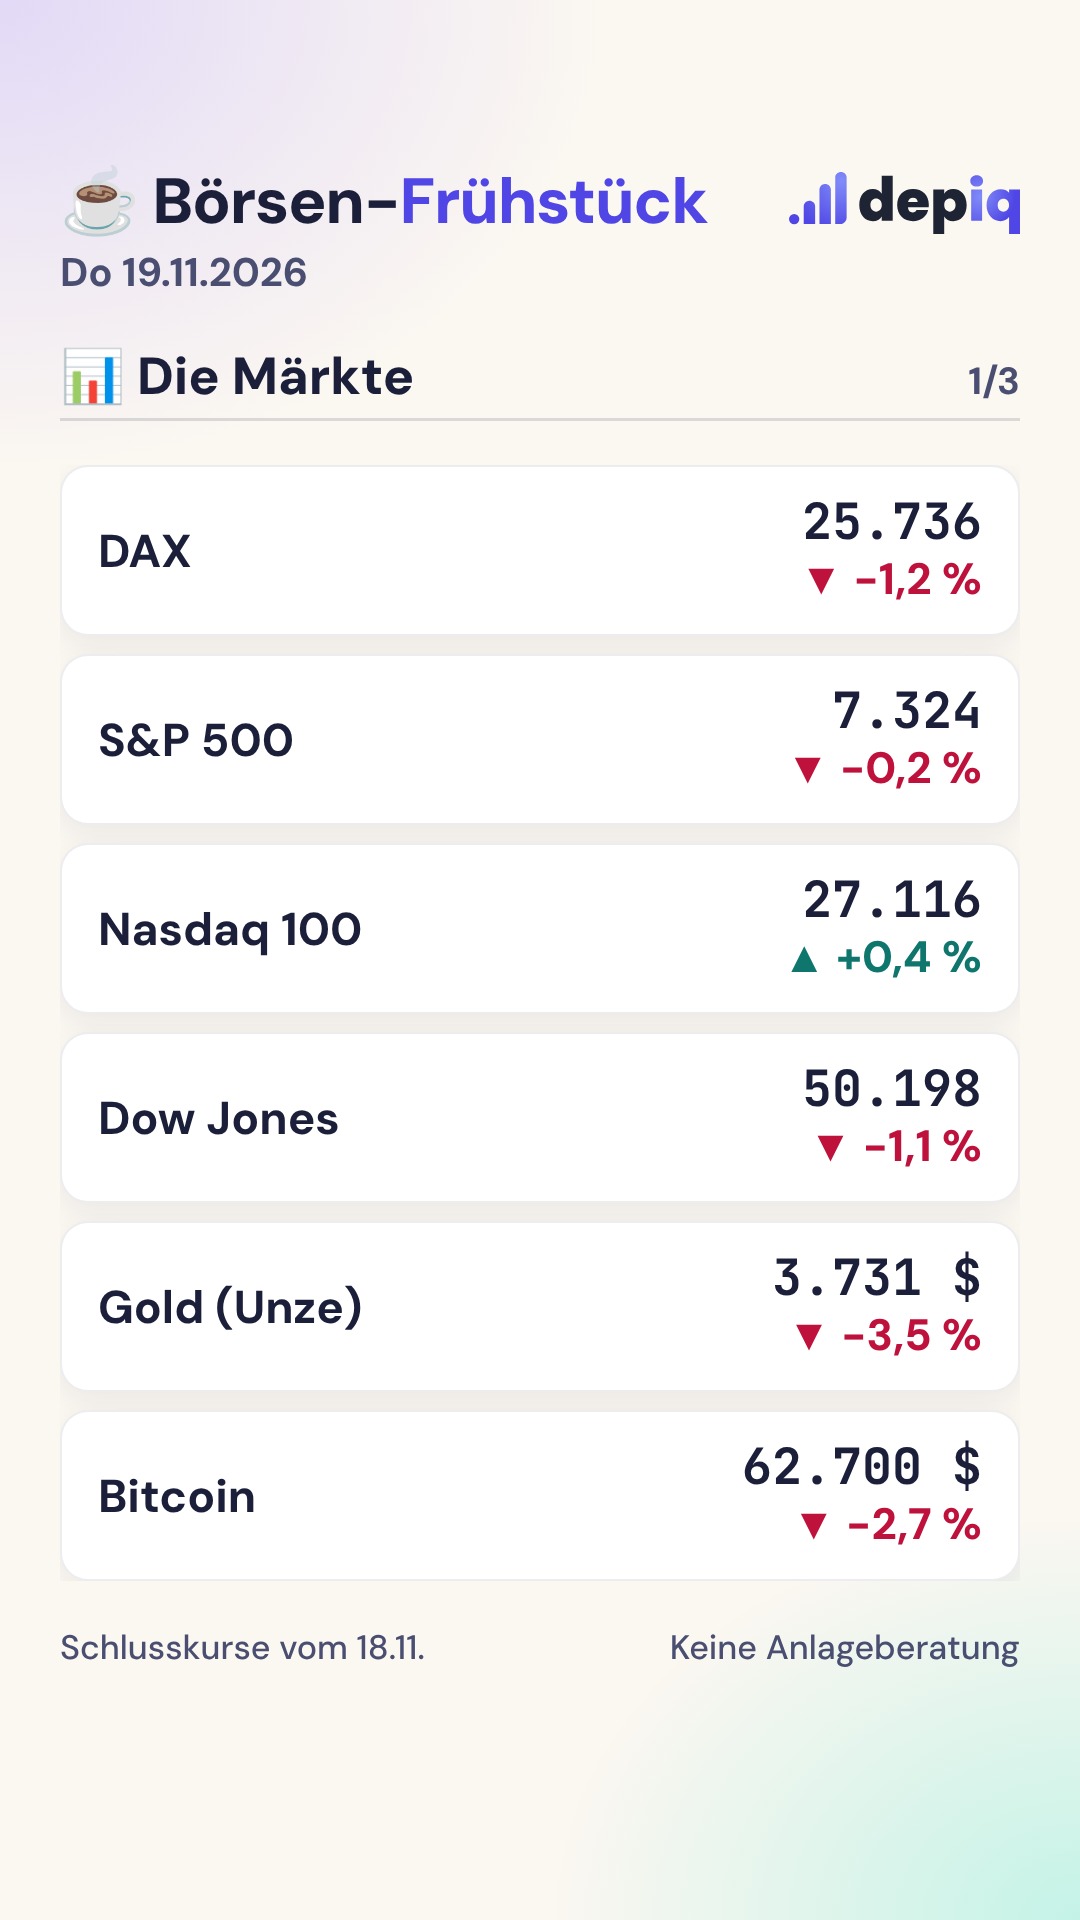 ☕ Börsen-Frühstück
depiq
Do 19.11.2026
📊 Die Märkte
1/3
DAX
25.736
▼ -1,2 %
S&P 500
7.324
▼ -0,2 %
Nasdaq 100
27.116
▲ +0,4 %
Dow Jones
50.198
▼ -1,1 %
Gold (Unze)
3.731 $
▼ -3,5 %
Bitcoin
62.700 $
▼ -2,7 %
Schlusskurse vom 18.11.
Keine Anlageberatung